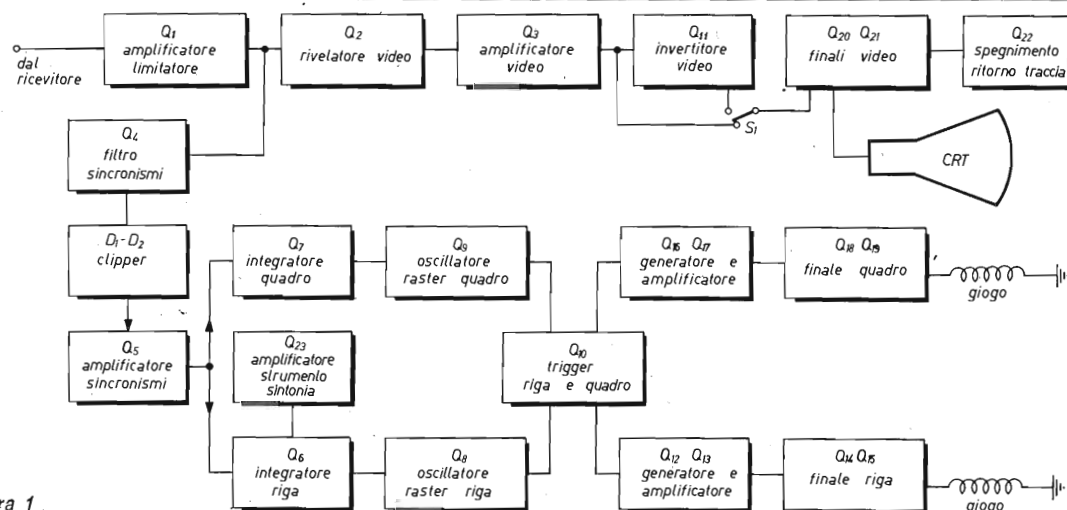 Q1
amplificatore
limitatore
Q2
rivelatore video
Q3
amplificatore
video
Q11
invertitore
video
Q20 Q21
finali video
Q22
spegnimento
ritorno traccia
dal
ricevitore
S1
CRT
Q4
filtro
sincronismi
D1-D2
clipper
Q5
amplificatore
sincronismi
Q7
integratore
quadro
Q9
oscillatore
raster quadro
Q16 Q17
generatore e
amplificatore
Q18 Q19
finale quadro
giogo
Q23
amplificatore
strumento
sintonia
Q10
trigger
riga e quadro
Q6
integratore
riga
Q8
oscillatore
raster riga
Q12 Q13
generatore e
amplificatore
Q14 Q15
finale riga
giogo
ra 1.